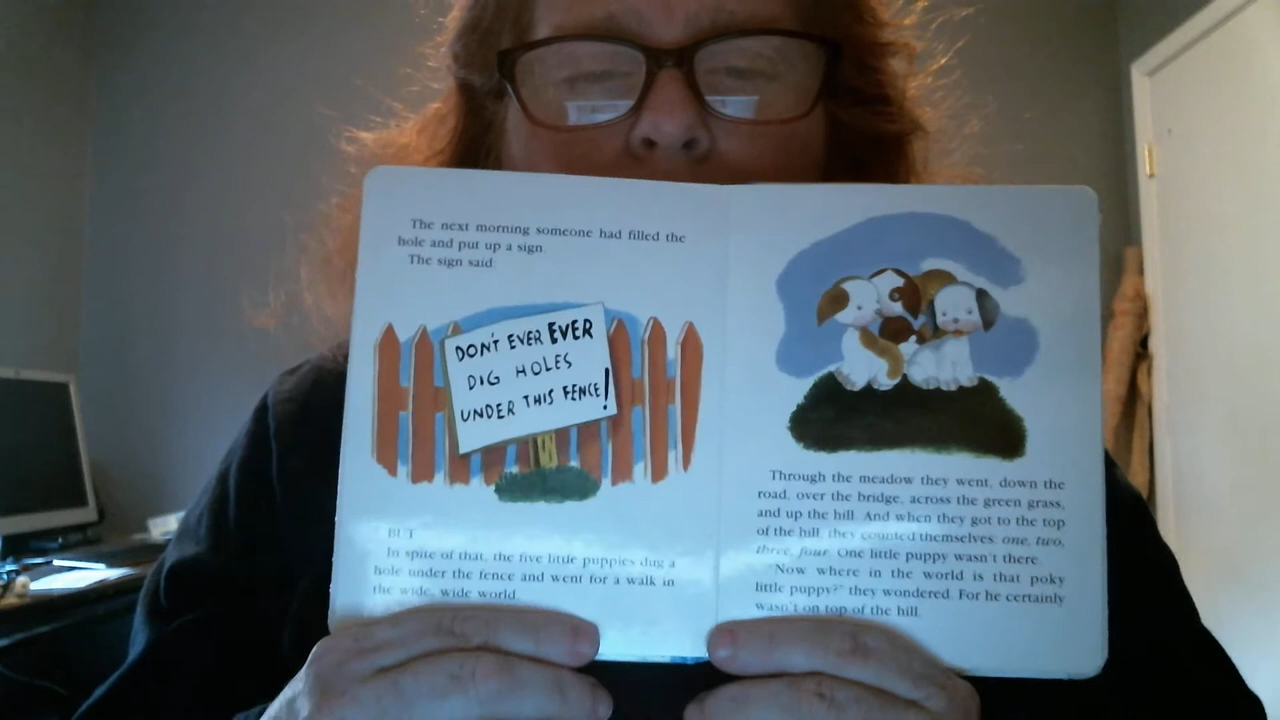 The next morning someone had filled the
hole and put up a sign.
The sign said:
DON'T EVER EVER
DIG HOLES
UNDER THIS FENCE!
BUT
In spite of that, the five little puppies dug a
hole under the fence and went for a walk in
the wide, wide world.
Through the meadow they went, down the
road, over the bridge, across the green grass,
and up the hill. And when they got to the top
of the hill, they counted themselves: one, two,
three, four. One little puppy wasn't there.
"Now where in the world is that poky
little puppy?" they wondered. For he certainly
wasn't on top of the hill.